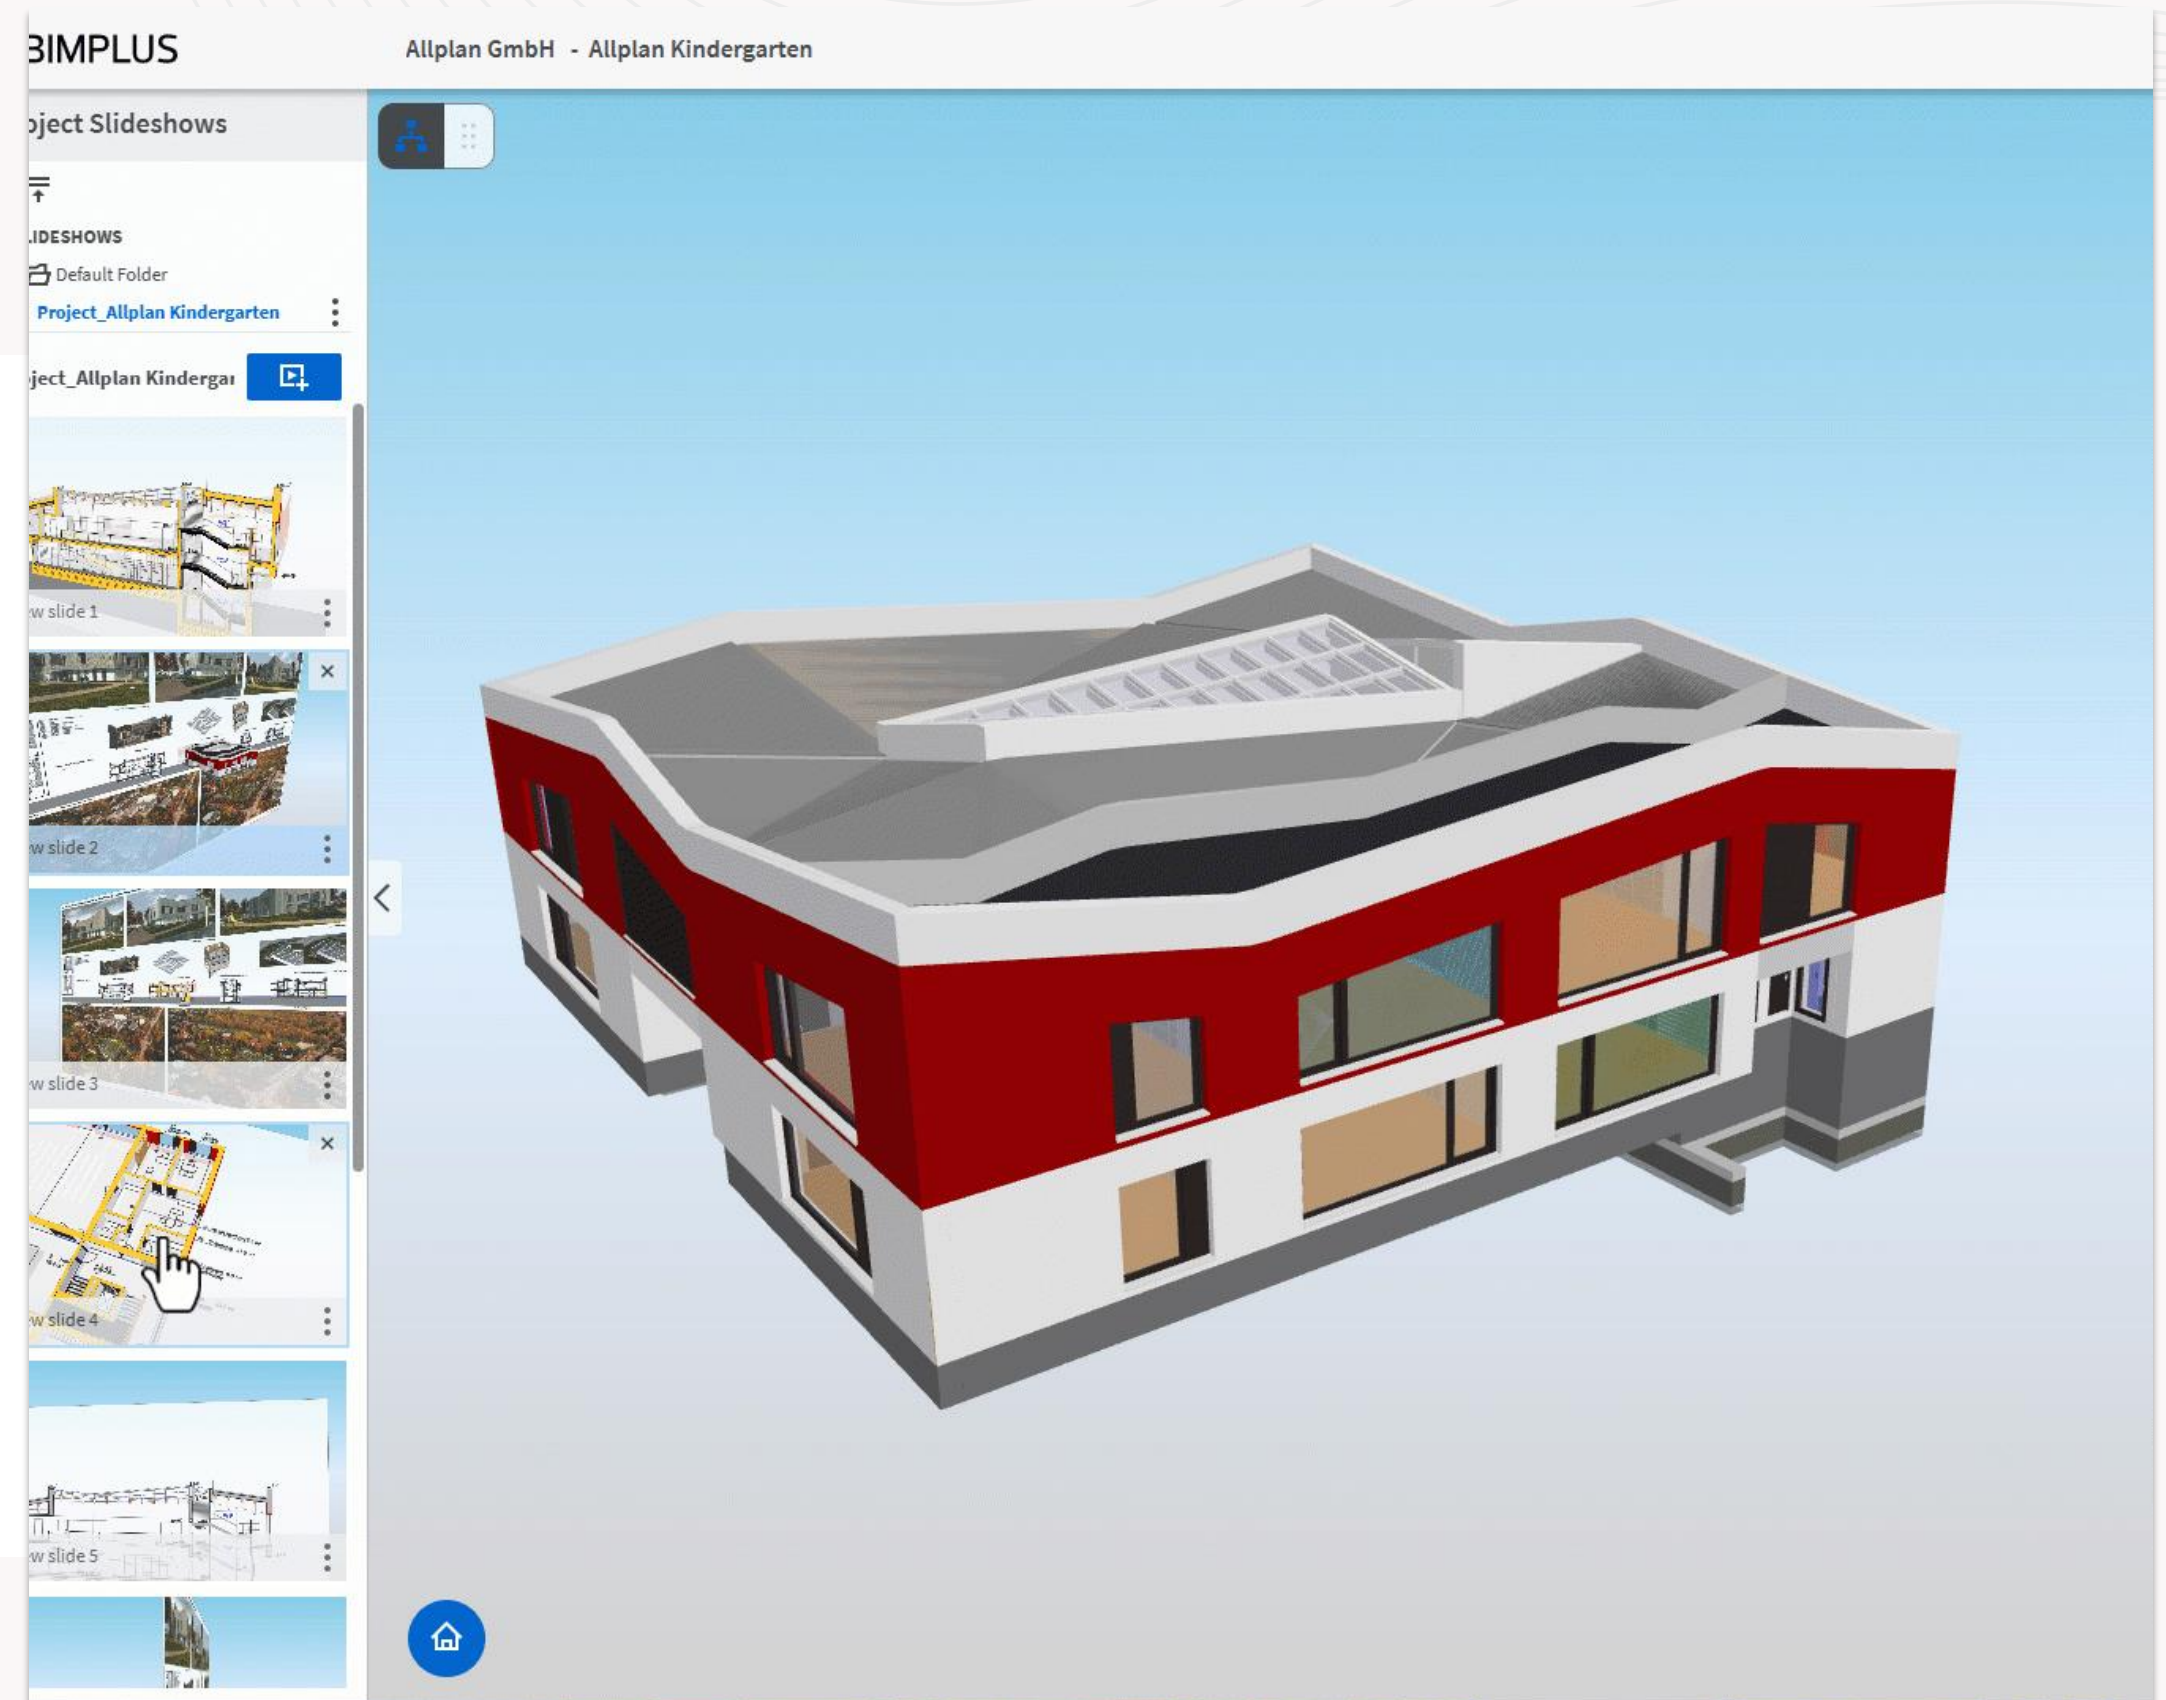 BIMPLUS
Allplan GmbH - Allplan Kindergarten
oject Slideshows
LIDESHOWS
Default Folder
Project_Allplan Kindergarten
ject_Allplan Kindergar
w slide 1
w slide 2
w slide 3
w slide 4
w slide 5